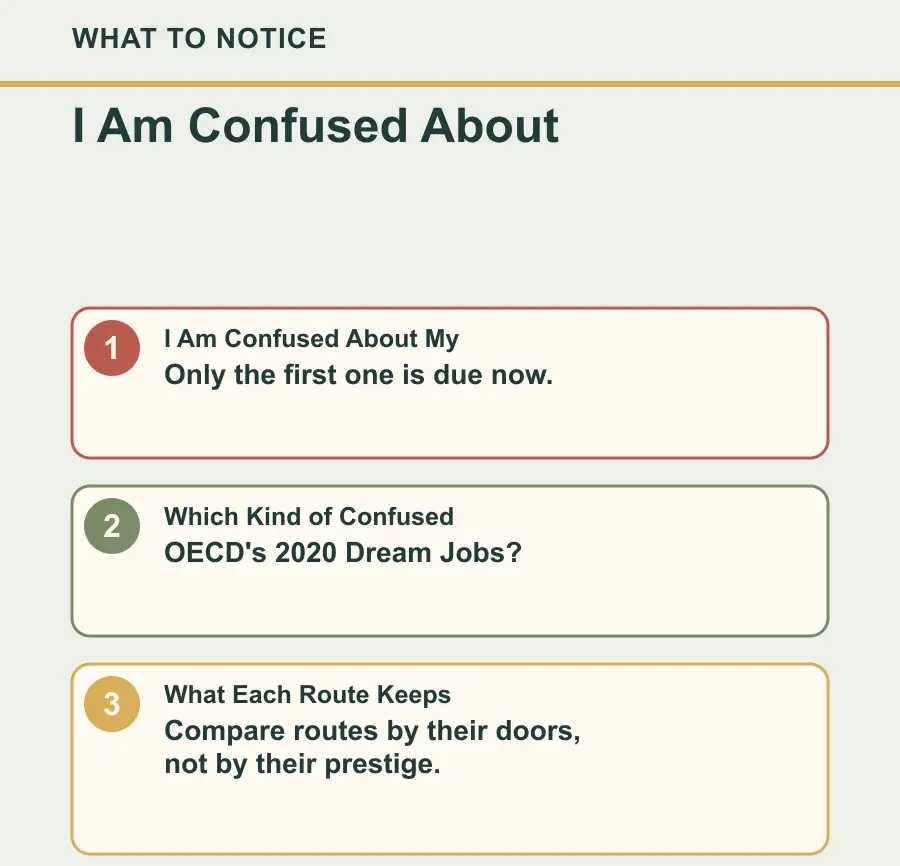 WHAT TO NOTICE
I Am Confused About
1
I Am Confused About My
Only the first one is due now.
2
Which Kind of Confused
OECD's 2020 Dream Jobs?
3
What Each Route Keeps
Compare routes by their doors,
not by their prestige.